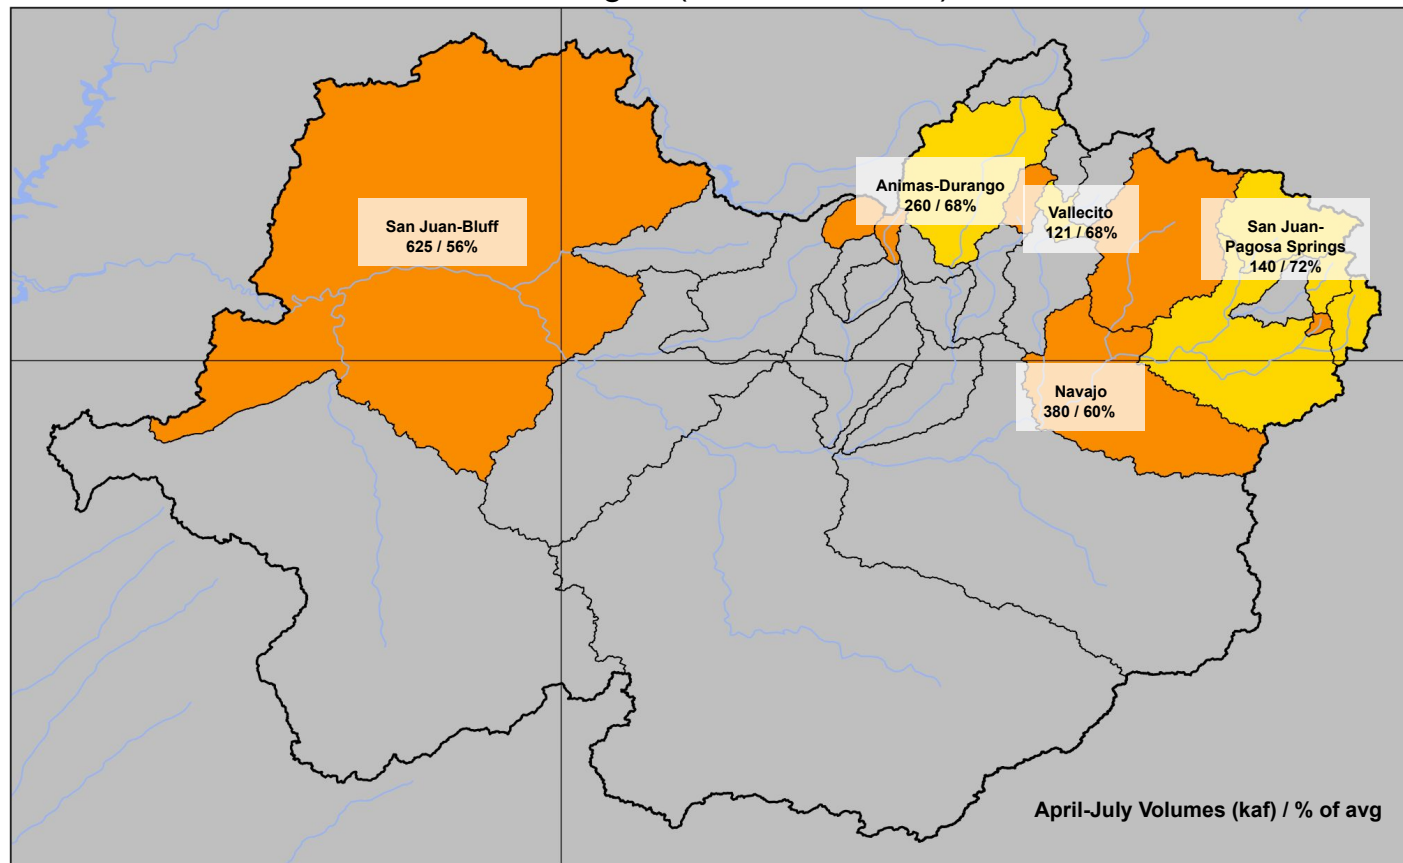 San Juan-Bluff
625 / 56%
Animas-Durango
260 / 68%
Vallecito
121 / 68%
San Juan-
Pagosa Springs
140 / 72%
Navajo
380 / 60%
April-July Volumes (kaf) / % of avg